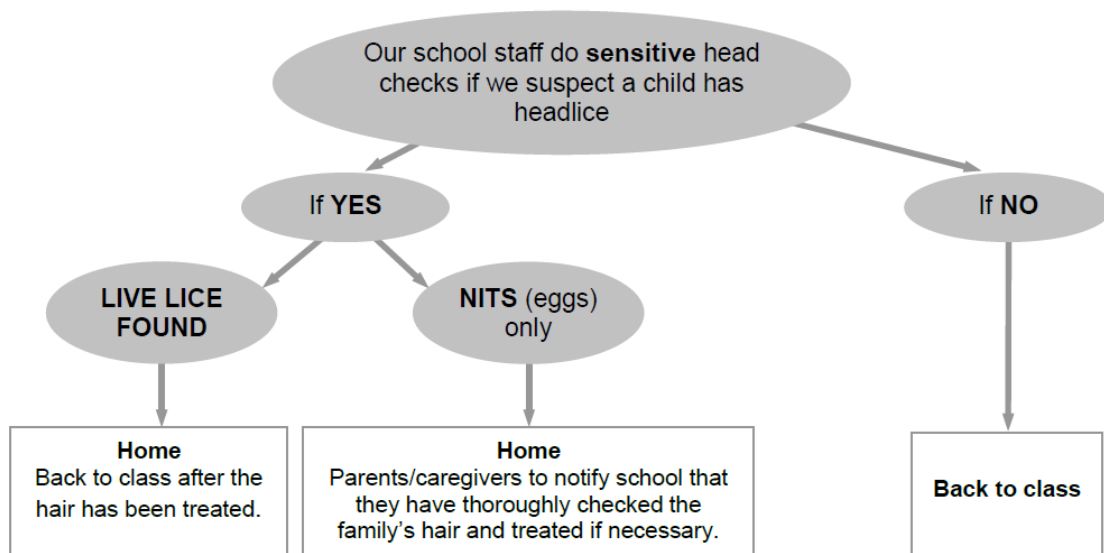 Our school staff do sensitive head
checks if we suspect a child has
headlice
If YES
If NO
LIVE LICE
FOUND
NITS (eggs)
only
Home
Back to class after the
hair has been treated.
Home
Parents/caregivers to notify school that
they have thoroughly checked the
family's hair and treated if necessary.
Back to class